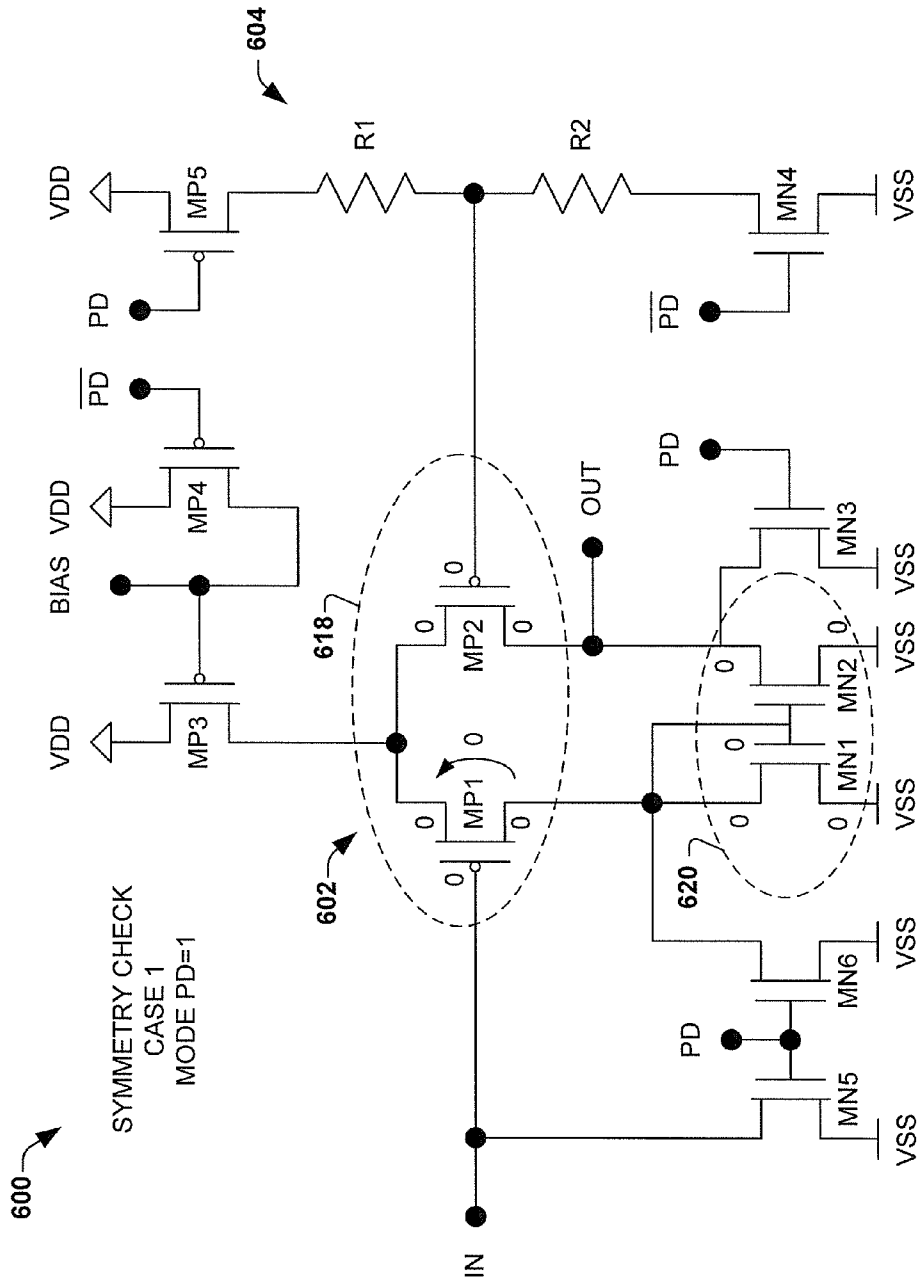 600
SYMMETRY CHECK
CASE 1
MODE PD=1
VDD
BIAS
VDD
P̅D̅
PD
VDD
604
MP3
MP4
MP5
R1
618
602
0
0
0
MP1
0
0
0
MP2
0
0
IN
OUT
R2
620
PD
0
0
0
PD
P̅D̅
MN5
MN6
MN1
MN2
MN3
MN4
0
0
VSS
VSS
VSS
VSS
VSS
VSS